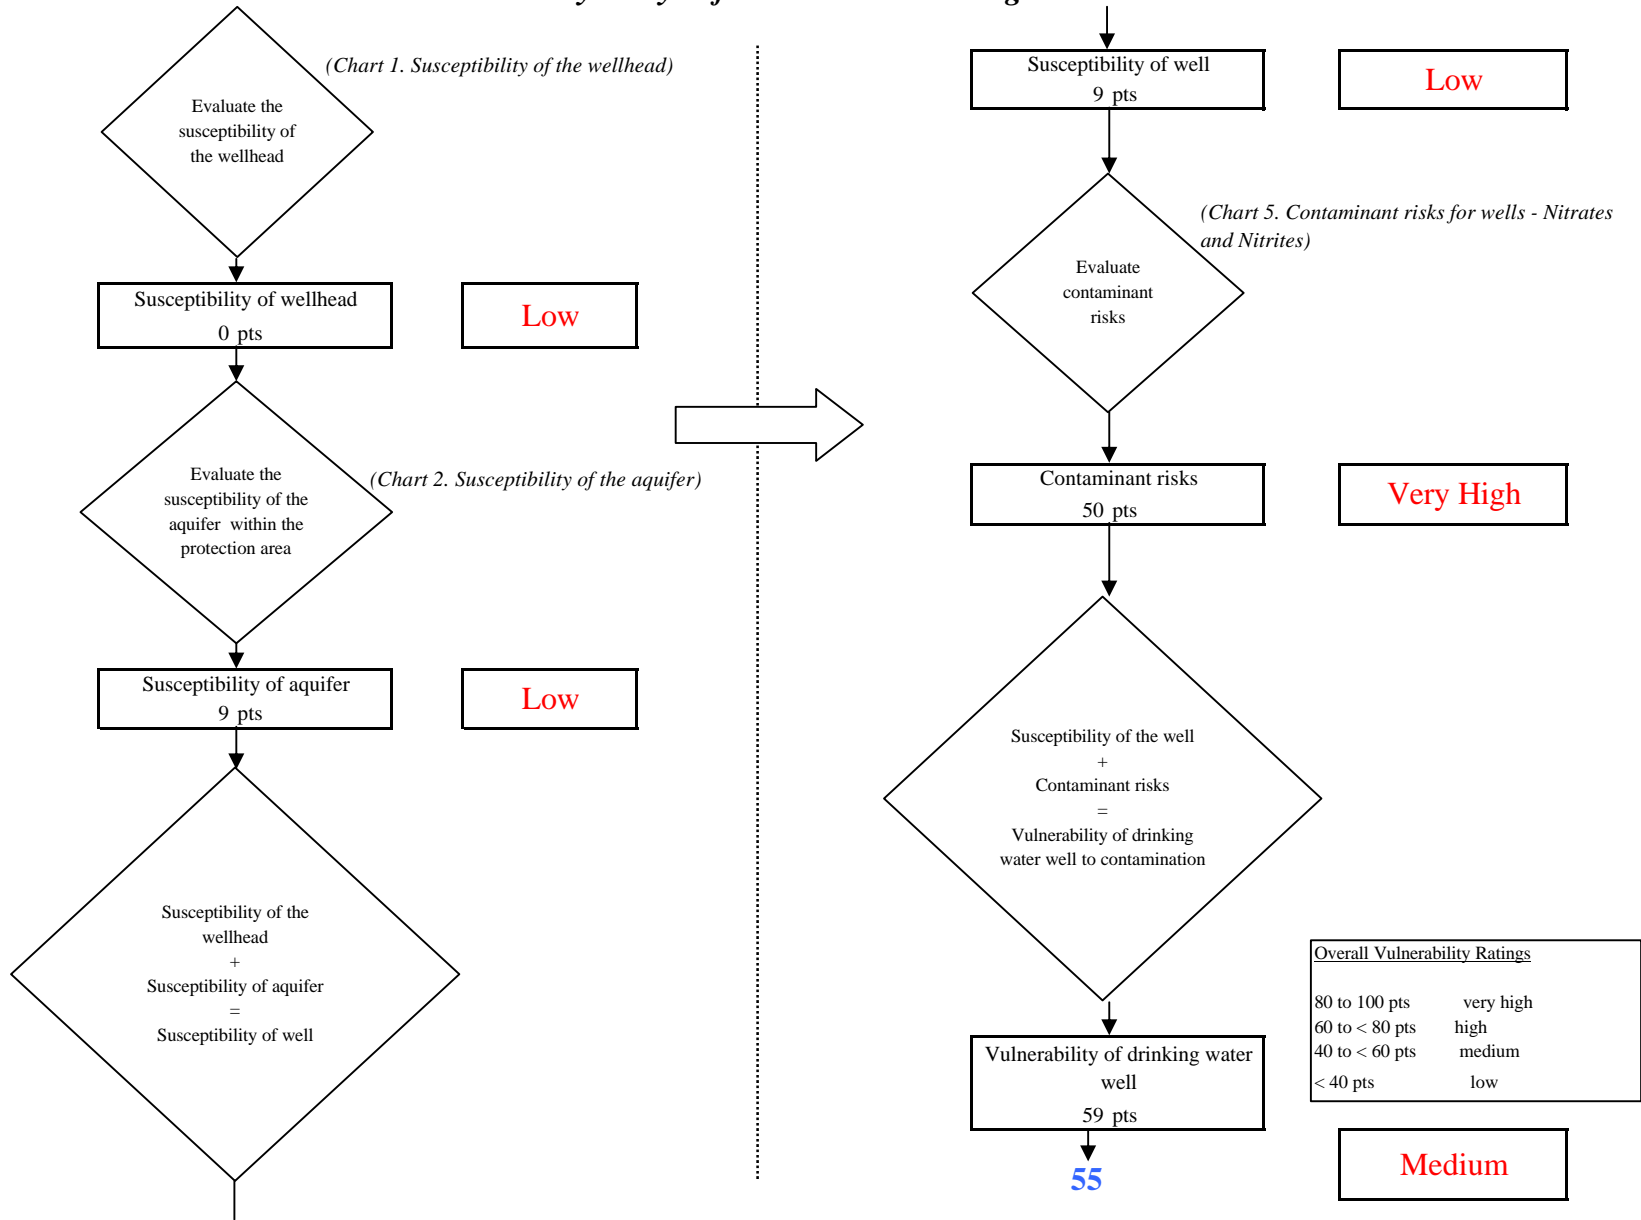 (Chart 1. Susceptibility of the wellhead)
Evaluate the
susceptibility of
the wellhead
Susceptibility of wellhead
0 pts
Low
Evaluate the
susceptibility of the
aquifer within the
protection area
(Chart 2. Susceptibility of the aquifer)
Susceptibility of aquifer
9 pts
Low
Susceptibility of the
wellhead
+
Susceptibility of aquifer
=
Susceptibility of well
Susceptibility of well
9 pts
Low
(Chart 5. Contaminant risks for wells - Nitrates
and Nitrites)
Evaluate
contaminant
risks
Contaminant risks
50 pts
Very High
Susceptibility of the well
+
Contaminant risks
=
Vulnerability of drinking
water well to contamination
Overall Vulnerability Ratings
80 to 100 pts very high
60 to < 80 pts high
40 to < 60 pts medium
< 40 pts low
Vulnerability of drinking water
well
59 pts
55
Medium